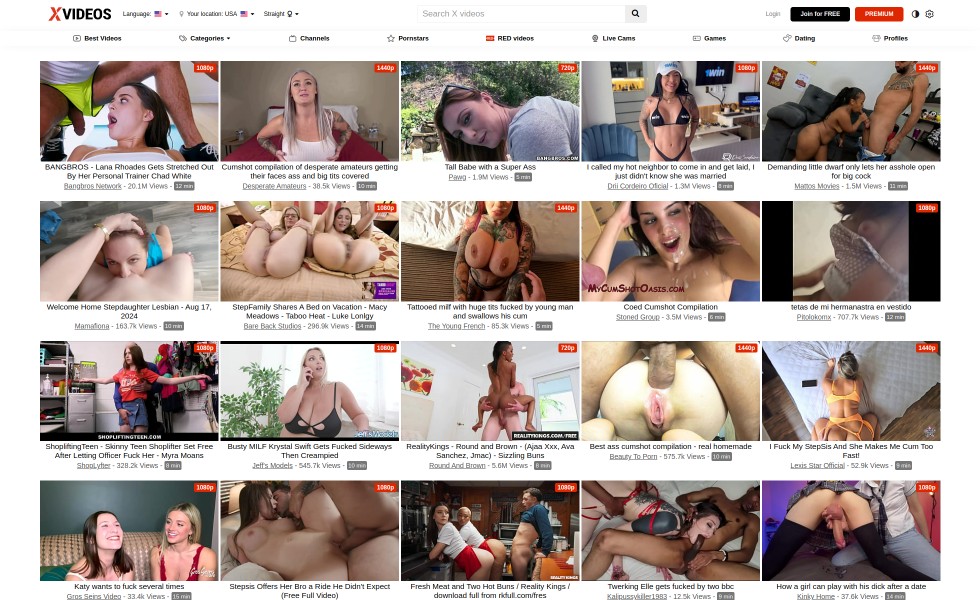 XVIDEOS
Language:
Your location: USA
Straight
Search X videos
Login
Join for FREE
PREMIUM
Best Videos
Categories
Channels
Pornstars
RED videos
Live Cams
Games
Dating
Profiles
1080p
1440p
720p
1080p
1440p
BANGBROS.COM
BANGBROS - Lana Rhoades Gets Stretched Out
By Her Personal Trainer Chad White
Bangbros Network - 20.1M Views - 12 min
Cumshot compilation of desperate amateurs getting
their faces ass and big tits covered
Desperate Amateurs - 38.5k Views - 10 min
Tall Babe with a Super Ass
Pawg - 1.9M Views - 5 min
I called my hot neighbor to come in and get laid, I
just didn't know she was married
Drii Cordeiro Oficial - 1.3M Views - 8 min
Demanding little dwarf only lets her asshole open
for big cock
Mattos Movies - 1.5M Views - 11 min
1080p
1080p
1440p
1080p
MYCUMSHOTOASIS.COM
Welcome Home Stepdaughter Lesbian - Aug 17,
2024
Mamafiona - 163.7k Views - 10 min
StepFamily Shares A Bed on Vacation - Macy
Meadows - Taboo Heat - Luke Lonlgy
Bare Back Studios - 296.9k Views - 14 min
Tattooed milf with huge tits fucked by young man
and swallows his cum
The Young French - 85.3k Views - 5 min
Coed Cumshot Compilation
Stoned Group - 3.5M Views - 6 min
tetas de mi hermanastra en vestido
Pitolokomx - 707.7k Views - 12 min
1080p
1080p
720p
1440p
1440p
SHOPLIFTINGTEEN.COM
Jeff'sModels
REALITYKINGS.COM/FREE
ShopliftingTeen - Skinny Teen Shoplifter Set Free
After Letting Officer Fuck Her - Myra Moans
ShopLyfter - 328.2k Views - 8 min
Busty MILF Krystal Swift Gets Fucked Sideways
Then Creampied
Jeff's Models - 545.7k Views - 10 min
RealityKings - Round and Brown - (Ajaa Xxx, Ava
Sanchez, Jmac) - Sizzling Buns
Round And Brown - 5.6M Views - 8 min
Best ass cumshot compilation - real homemade
Beauty To Porn - 575.7k Views - 10 min
I Fuck My StepSis And She Makes Me Cum Too
Fast!
Lexis Star Official - 52.9k Views - 9 min
1080p
1080p
1080p
1080p
REALITY KINGS
Katy wants to fuck several times
Gros Seins Video - 33.4k Views - 15 min
Stepsis Offers Her Bro a Ride He Didn't Expect
(Free Full Video)
Fresh Meat and Two Hot Buns / Reality Kings /
download full from rkfull.com/fres
Twerking Elle gets fucked by two bbc
Kalipussykiller1983 - 12.5k Views - 9 min
How a girl can play with his dick after a date
Kinky Home - 37.6k Views - 14 min